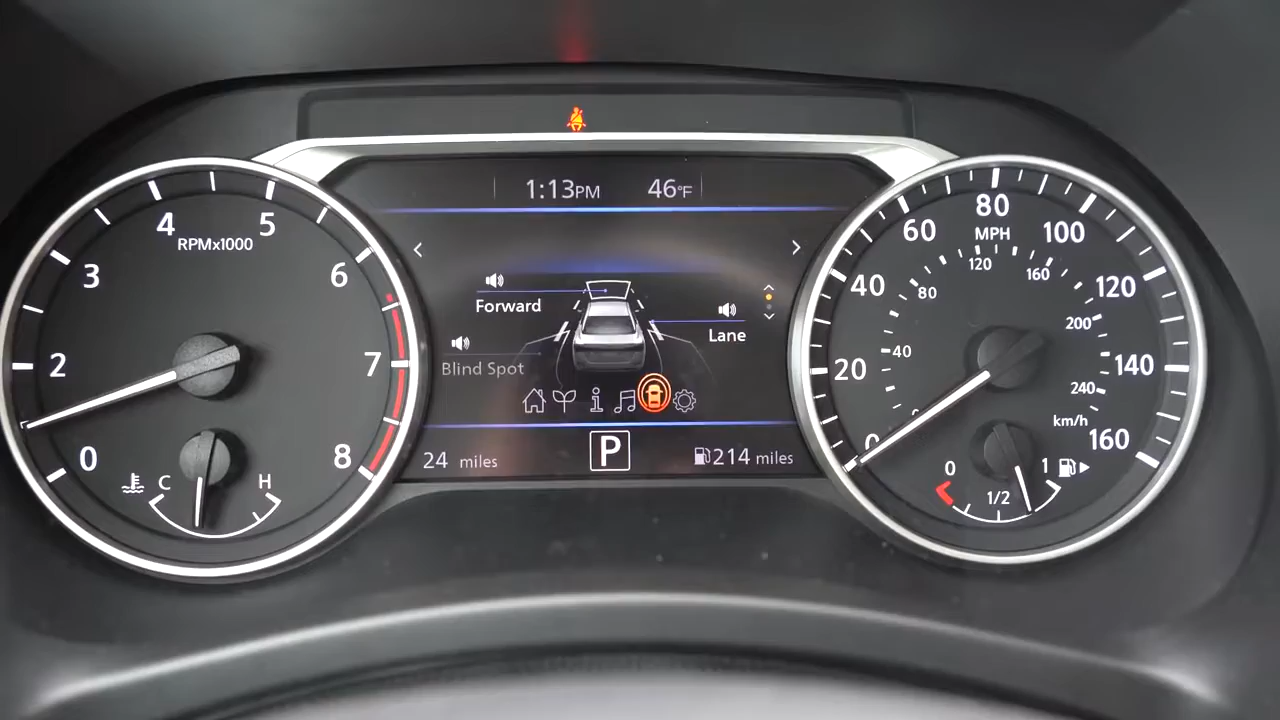 1:13PM 46°F
4 5
RPMx1000
3 6
2 7
0 8
C H
Forward
Lane
Blind Spot
P
24 miles
214 miles
80
MPH
60 100
40 120
20 140
0 160
120 160
80 200
40 240
km/h
0 1
1/2